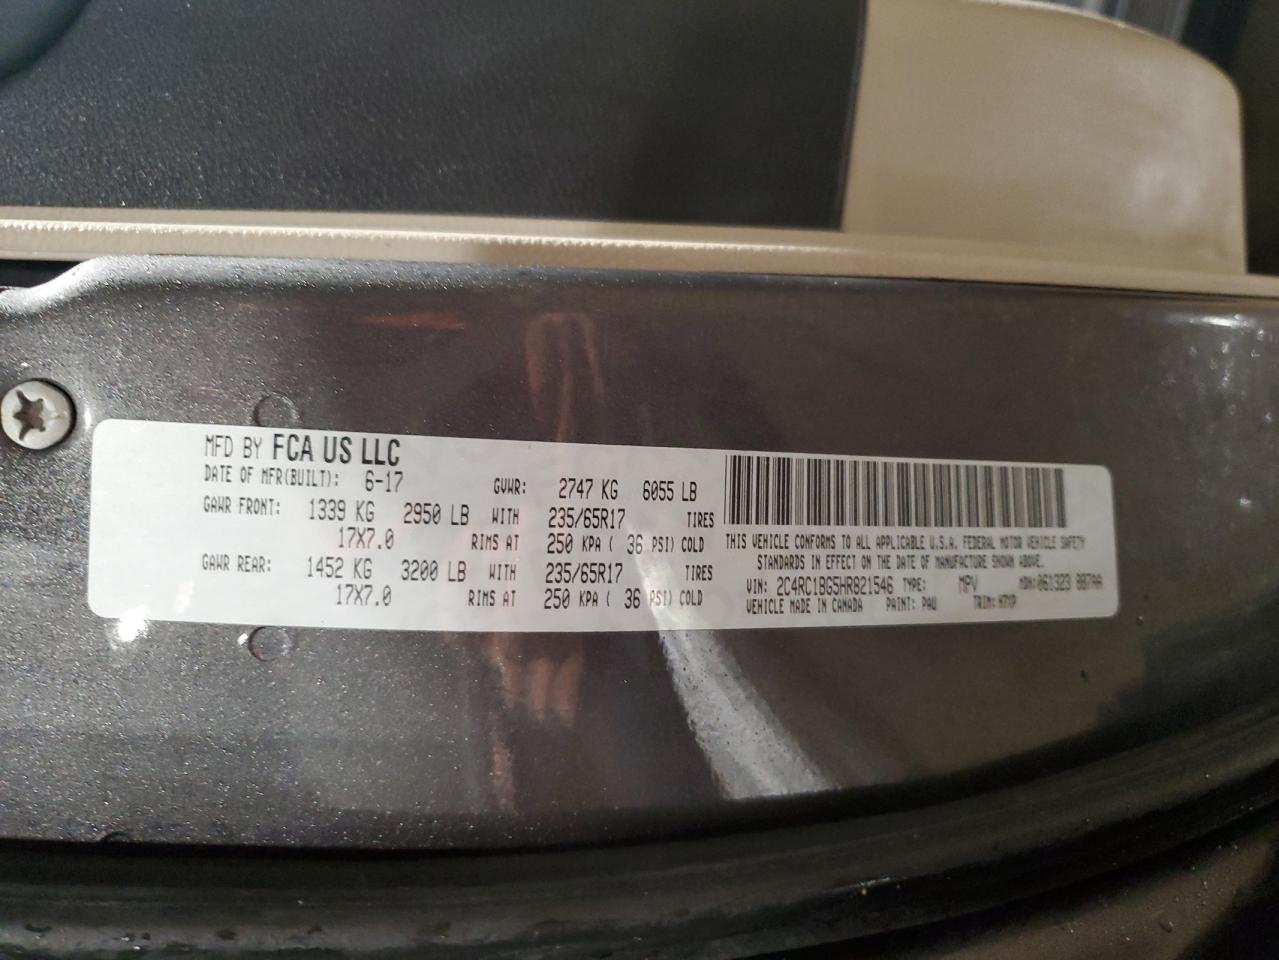 MFD BY FCA US LLC
DATE OF MFR(BUILT): 6-17 GVWR: 2747 KG 6055 LB
GAWR FRONT: 1339 KG 2950 LB WITH 235/65R17 TIRES
17X7.0 RIMS AT 250 KPA ( 36 PSI) COLD
GAWR REAR: 1452 KG 3200 LB WITH 235/65R17 TIRES
17X7.0 RIMS AT 250 KPA ( 36 PSI) COLD
THIS VEHICLE CONFORMS TO ALL APPLICABLE U.S.A. FEDERAL MOTOR VEHICLE SAFETY
STANDARDS IN EFFECT ON THE DATE OF MANUFACTURE SHOWN ABOVE.
VIN: 2C4RC1BG5HR821546 TYPE: MPV MDH:061323 887AA
VEHICLE MADE IN CANADA PAINT: PAU TRIM: